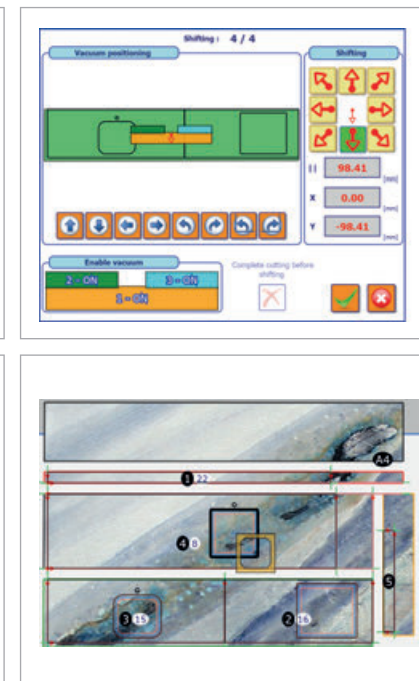 Shifting : 4 / 4
Vacuum positioning
Shifting
| | 98.41 [mm]
X 0.00 [mm]
Y -98.41 [mm]
Enable vacuum
2 - ON
3 - ON
1 - ON
Complete cutting before
shifting
A4
1 22
4 8
5
3 15
2 16